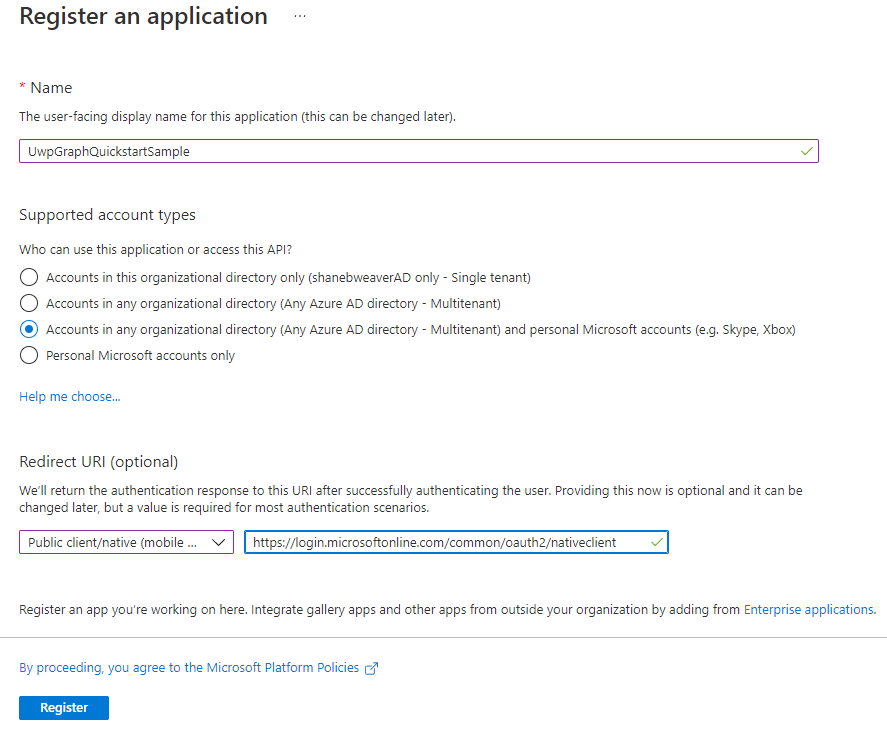 Register an application ...
* Name
The user-facing display name for this application (this can be changed later).
UwpGraphQuickstartSample
Supported account types
Who can use this application or access this API?
Accounts in this organizational directory only (shanebweaverAD only - Single tenant)
Accounts in any organizational directory (Any Azure AD directory - Multitenant)
Accounts in any organizational directory (Any Azure AD directory - Multitenant) and personal Microsoft accounts (e.g. Skype, Xbox)
Personal Microsoft accounts only
Help me choose...
Redirect URI (optional)
We'll return the authentication response to this URI after successfully authenticating the user. Providing this now is optional and it can be
changed later, but a value is required for most authentication scenarios.
Public client/native (mobile ... https://login.microsoftonline.com/common/oauth2/nativeclient
Register an app you're working on here. Integrate gallery apps and other apps from outside your organization by adding from Enterprise applications.
By proceeding, you agree to the Microsoft Platform Policies
Register